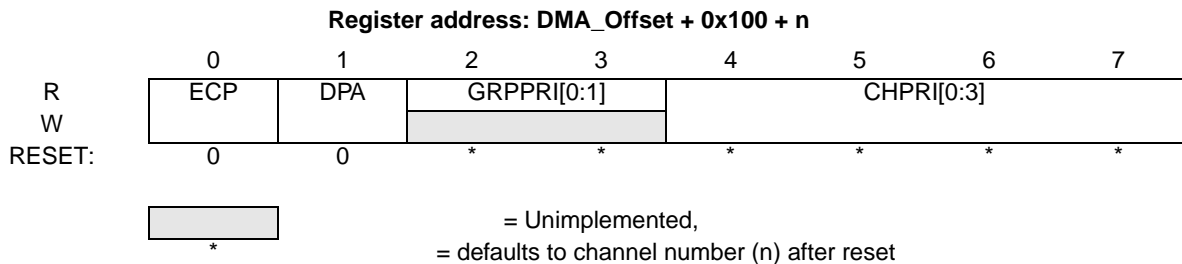 Register address: DMA_Offset + 0x100 + n
0 1 2 3 4 5 6 7
R ECP DPA GRPPRI[0:1] CHPRI[0:3]
W
RESET: 0 0 * * * * * *
= Unimplemented,
* = defaults to channel number (n) after reset